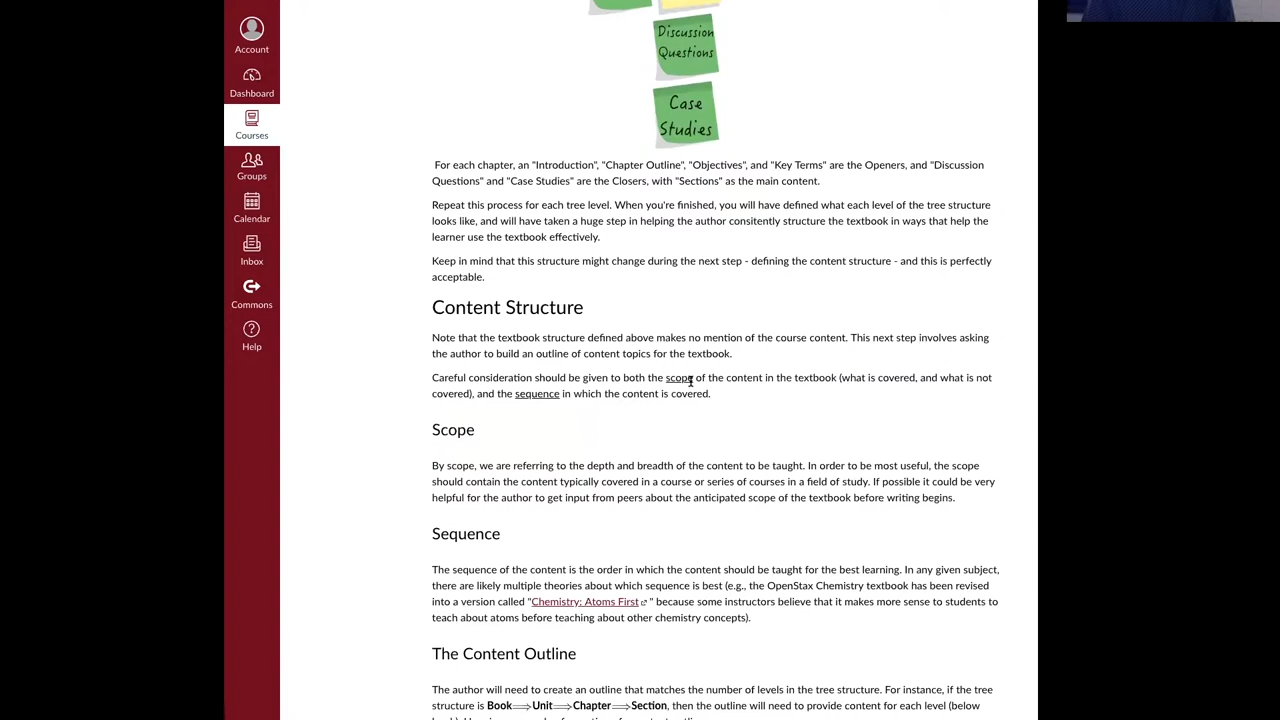 Account
Dashboard
Courses
Groups
Calendar
Inbox
Commons
Help
Discussion
Questions
Case
Studies
For each chapter, an "Introduction", "Chapter Outline", "Objectives", and "Key Terms" are the Openers, and "Discussion
Questions" and "Case Studies" are the Closers, with "Sections" as the main content.
Repeat this process for each tree level. When you're finished, you will have defined what each level of the tree structure
looks like, and will have taken a huge step in helping the author consitently structure the textbook in ways that help the
learner use the textbook effectively.
Keep in mind that this structure might change during the next step - defining the content structure - and this is perfectly
acceptable.
Content Structure
Note that the textbook structure defined above makes no mention of the course content. This next step involves asking
the author to build an outline of content topics for the textbook.
Careful consideration should be given to both the scope of the content in the textbook (what is covered, and what is not
covered), and the sequence in which the content is covered.
Scope
By scope, we are referring to the depth and breadth of the content to be taught. In order to be most useful, the scope
should contain the content typically covered in a course or series of courses in a field of study. If possible it could be very
helpful for the author to get input from peers about the anticipated scope of the textbook before writing begins.
Sequence
The sequence of the content is the order in which the content should be taught for the best learning. In any given subject,
there are likely multiple theories about which sequence is best (e.g., the OpenStax Chemistry textbook has been revised
into a version called "Chemistry: Atoms First " because some instructors believe that it makes more sense to students to
teach about atoms before teaching about other chemistry concepts).
The Content Outline
The author will need to create an outline that matches the number of levels in the tree structure. For instance, if the tree
structure is Book⟹Unit⟹Chapter⟹Section, then the outline will need to provide content for each level (below